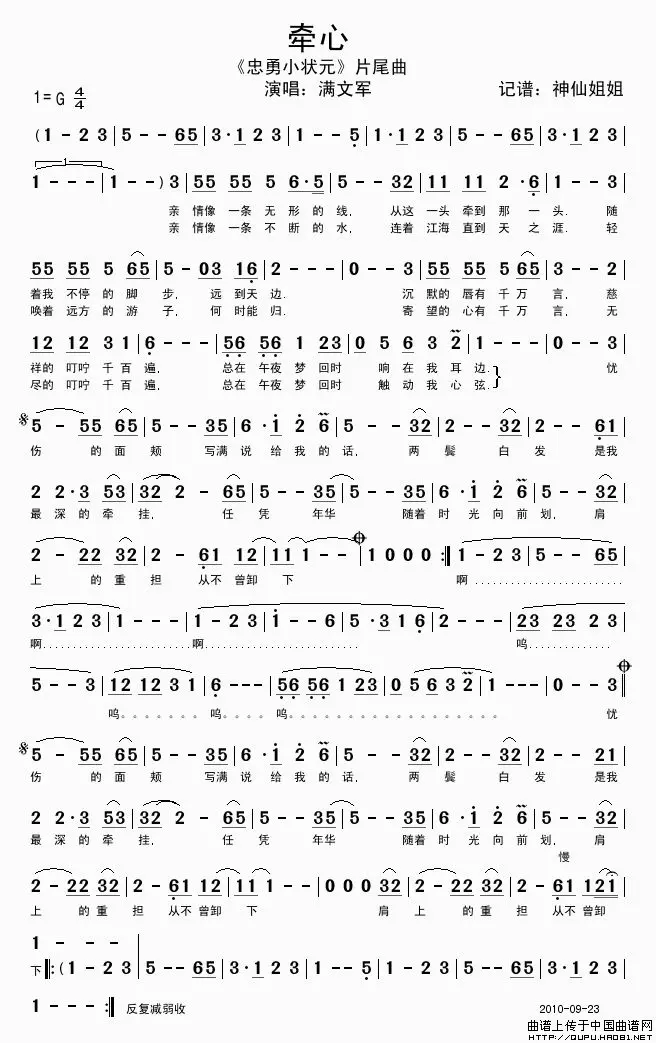 牵心
《忠勇小状元》片尾曲
1=G 4/4 演唱：满文军 记谱：神仙姐姐
(1 - 2 3 | 5 - - 65 | 3·1 2 3 | 1 - - 5 | 1·1 2 3 | 5 - - 65 | 3·1 2 3 |
1 - - - | 1 - - ) 3 | 55 55 5 6·5 | 5 - - 32 | 11 11 2·6 | 1 - - 3 |
亲 情像 一条 无 形 的 线， 从这 一头 牵到 那 一 头. 随
亲 情像 一条 不 断 的 水， 连着 江海 直到 天 之 涯. 轻
55 55 5 65 | 5 - 03 16 | 2 - - - | 0 - - 3 | 55 55 5 65 | 3 - - 2 |
着我 不停 的 脚 步， 远 到天 边. 沉 默的 唇有 千 万 言， 慈
唤着 远方 的 游 子， 何 时能 归. 寄 望的 心有 千 万 言， 无
12 12 3 1 | 6 - - - | 56 56 1 23 | 0 5 6 3 2 | 1 - - - | 0 - - 3 |
祥的 叮咛 千 百 遍， 总在 午夜 梦 回时 响 在 我 耳 边. 忧
尽的 叮咛 千 百 遍， 总在 午夜 梦 回时 触 动 我 心 弦.
5 - 55 65 | 5 - - 35 | 6·1 2 6 | 5 - - 32 | 2 - - 32 | 2 - - 61 |
伤 的 面 颊 写满 说 给 我 的 话， 两 鬓 白 发 是我
2 2·3 53 | 32 2 - 65 | 5 - - 35 | 5 - - 35 | 6·1 2 6 | 5 - - 32 |
最 深 的 牵 挂， 任 凭 年华 随着 时 光 向 前 划， 肩
2 - 22 32 | 2 - 61 12 | 11 1 - - | 1 0 0 0 :| 1 - 2 3 | 5 - - 65 |
上 的 重 担 从不 曾卸 下 啊........................
3·1 2 3 | 1 - - - | 1 - 2 3 | 1 - - 6 | 5·3 1 6 | 2 - - - | 23 23 2 3 |
啊........................ 啊........................ 呜................
5 - - 3 | 12 12 3 1 | 6 - - - | 56 56 1 23 | 0 5 6 3 2 | 1 - - - | 0 - - 3 ||
呜。。。。。。。 呜。。。。 呜。。。。。。。。。。。。。。。。。 忧
5 - 55 65 | 5 - - 35 | 6·1 2 6 | 5 - - 32 | 2 - - 32 | 2 - - 21 |
伤 的 面 颊 写满 说 给 我 的 话， 两 鬓 白 发 是我
2 2·3 53 | 32 2 - 65 | 5 - - 35 | 5 - - 35 | 6·1 2 6 | 5 - - 35 |
最 深 的 牵 挂， 任 凭 年华 随着 时 光 向 前 划， 肩
慢
2 - 22 32 | 2 - 61 12 | 11 1 - - | 0 0 0 32 | 2 - 22 32 | 2 - 61 121 |
上 的 重 担 从不 曾卸 下 肩 上 的 重 担 从不 曾卸
1 - - -
下 |:(1 - 2 3 | 5 - - 65 | 3·1 2 3 | 1 - - 5 | 1·1 2 3 | 5 - - 65 | 3·1 2 3 |
1 - - - :| 反复减弱收
2010-09-23
曲谱上传于中国曲谱网
http://QUPU.HAO81.NET